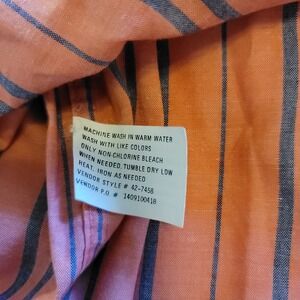 MACHINE WASH IN WARM WATER
WASH WITH LIKE COLORS
ONLY NON-CHLORINE BLEACH
WHEN NEEDED, TUMBLE DRY LOW
HEAT, IRON AS NEEDED
VENDOR STYLE # 42-7458
VENDOR P.O # 1409100418